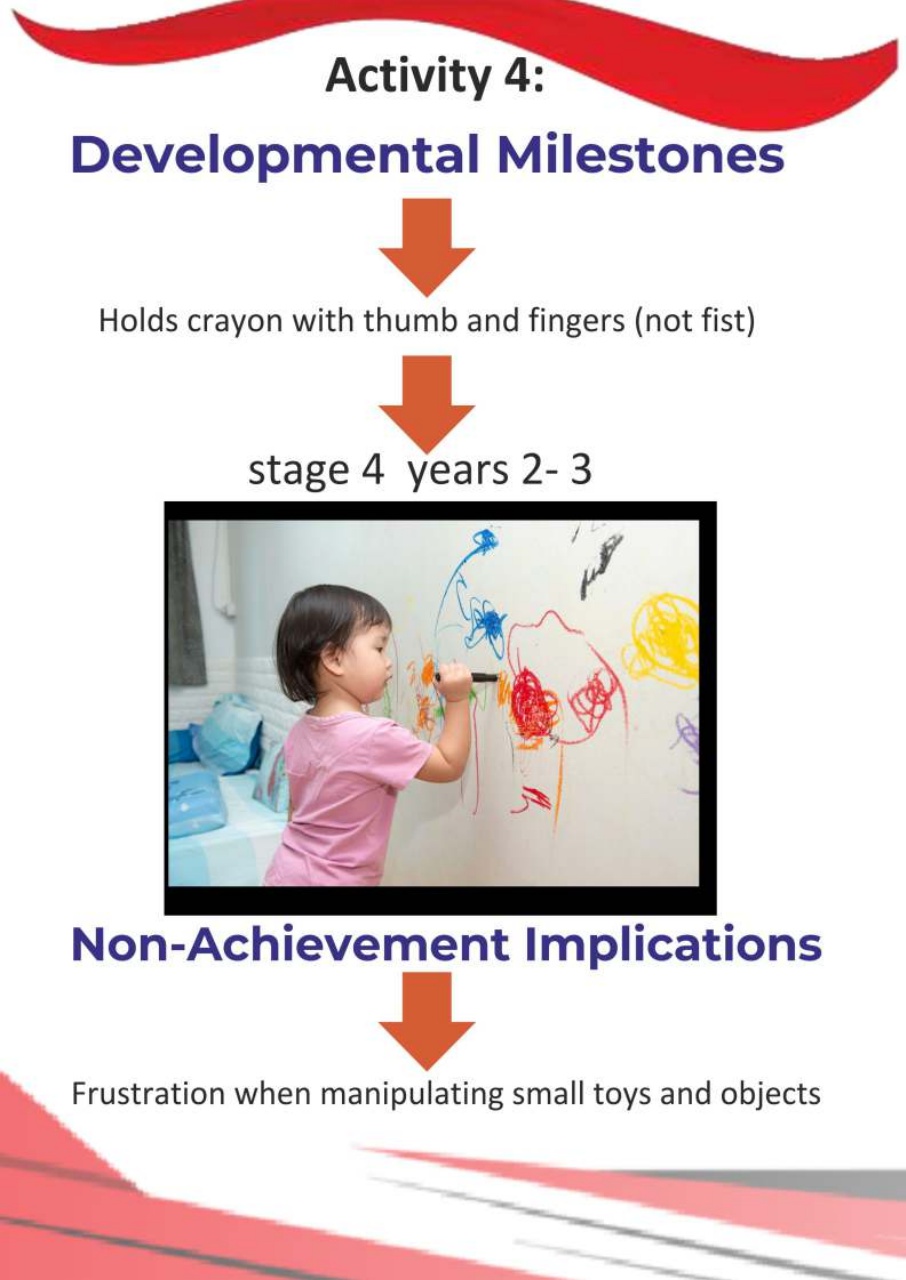 Activity 4:
Developmental Milestones
Holds crayon with thumb and fingers (not fist)
stage 4  years 2- 3
Non-Achievement Implications
Frustration when manipulating small toys and objects